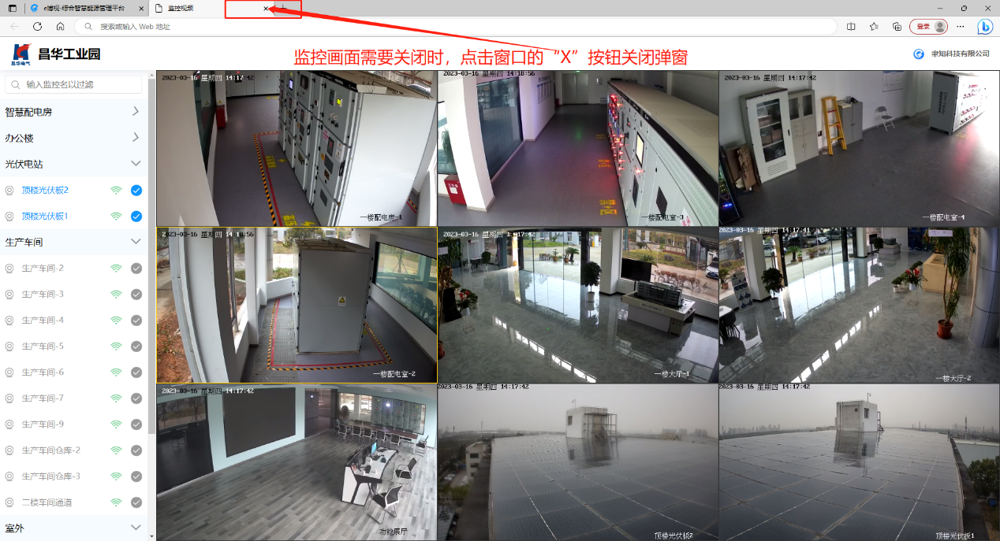 e博视-综合智慧能源管理平台
监控视频
搜索或输入 Web 地址
登录
昌华电气
昌华工业园
监控画面需要关闭时，点击窗口的“X”按钮关闭弹窗
聿知科技有限公司
输入监控名以过滤
智慧配电房
办公楼
光伏电站
顶楼光伏板2
顶楼光伏板1
生产车间
生产车间-2
生产车间-3
生产车间-4
生产车间-5
生产车间-6
生产车间-7
生产车间-9
生产车间仓库-2
生产车间仓库-3
二楼车间通道
室外
2023-03-16 星期四 14:17:42
一楼配电房-1
2023-03-16 星期四 14:18:56
一楼配电室-3
2023-03-16 星期四 14:17:42
一楼配电室-4
2023-03-16 星期四
一楼配电室-2
2023-03-16 星期四
一楼大厅-1
2023-03-16 星期四 14:17:41
一楼大厅-2
2023-03-16 星期四 14:17:42
功能展厅
2023-03-16 星期四 14:17:42
顶楼光伏板2
2023-03-16 星期四 14:17:42
顶楼光伏板1